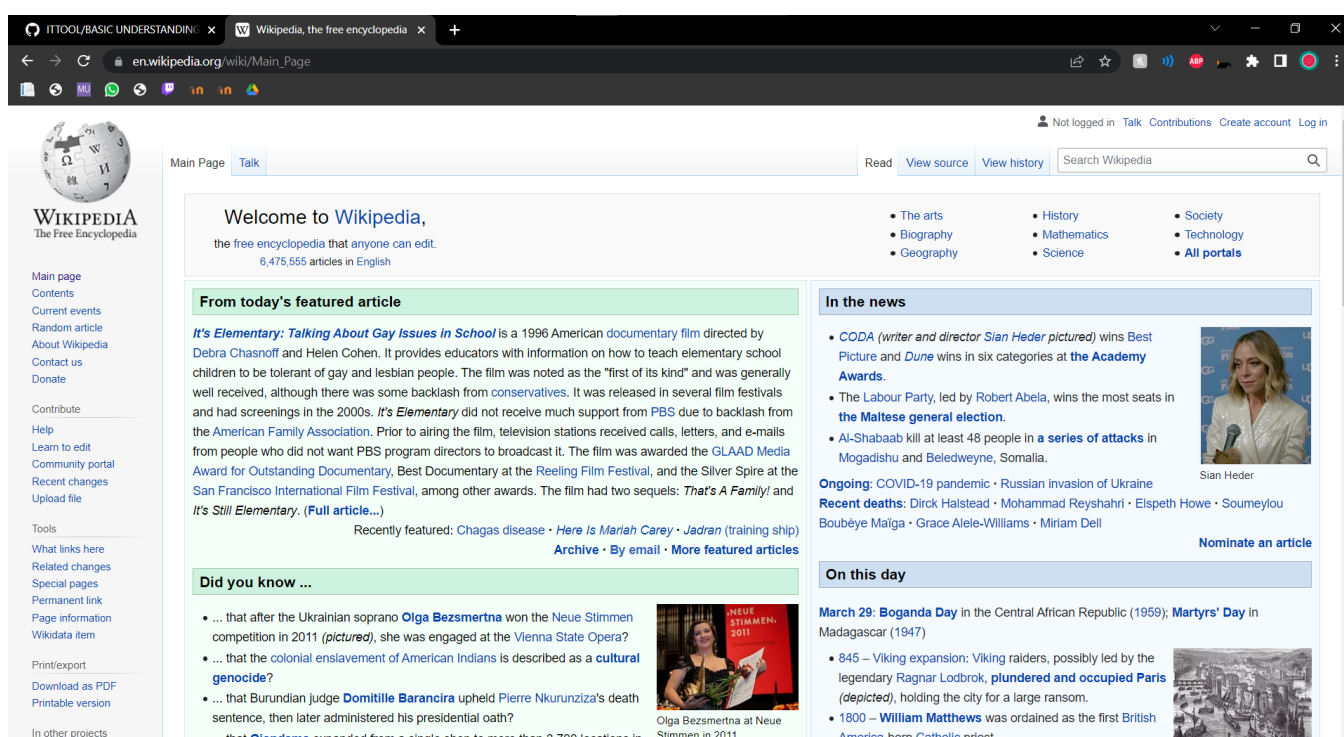 ITTOOL/BASIC UNDERSTANDING
Wikipedia, the free encyclopedia
en.wikipedia.org/wiki/Main_Page
MU
ABP
Not logged in Talk Contributions Create account Log in
WIKIPEDIA
The Free Encyclopedia
Main Page Talk
Read View source View history Search Wikipedia
Main page
Contents
Current events
Random article
About Wikipedia
Contact us
Donate
Contribute
Help
Learn to edit
Community portal
Recent changes
Upload file
Tools
What links here
Related changes
Special pages
Permanent link
Page information
Wikidata item
Print/export
Download as PDF
Printable version
In other projects
Welcome to Wikipedia,
the free encyclopedia that anyone can edit.
6,475,555 articles in English
• The arts
• Biography
• Geography
• History
• Mathematics
• Science
• Society
• Technology
• All portals
From today's featured article
It's Elementary: Talking About Gay Issues in School is a 1996 American documentary film directed by
Debra Chasnoff and Helen Cohen. It provides educators with information on how to teach elementary school
children to be tolerant of gay and lesbian people. The film was noted as the "first of its kind" and was generally
well received, although there was some backlash from conservatives. It was released in several film festivals
and had screenings in the 2000s. It's Elementary did not receive much support from PBS due to backlash from
the American Family Association. Prior to airing the film, television stations received calls, letters, and e-mails
from people who did not want PBS program directors to broadcast it. The film was awarded the GLAAD Media
Award for Outstanding Documentary, Best Documentary at the Reeling Film Festival, and the Silver Spire at the
San Francisco International Film Festival, among other awards. The film had two sequels: That's A Family! and
It's Still Elementary. (Full article...)
Recently featured: Chagas disease · Here Is Mariah Carey · Jadran (training ship)
Archive · By email · More featured articles
Did you know ...
• ... that after the Ukrainian soprano Olga Bezsmertna won the Neue Stimmen
competition in 2011 (pictured), she was engaged at the Vienna State Opera?
• ... that the colonial enslavement of American Indians is described as a cultural
genocide?
• ... that Burundian judge Domitille Barancira upheld Pierre Nkurunziza's death
sentence, then later administered his presidential oath?
NEUE
STIMMEN.
2011
Olga Bezsmertna at Neue
Stimmen in 2011
In the news
• CODA (writer and director Sian Heder pictured) wins Best
Picture and Dune wins in six categories at the Academy
Awards.
• The Labour Party, led by Robert Abela, wins the most seats in
the Maltese general election.
• Al-Shabaab kill at least 48 people in a series of attacks in
Mogadishu and Beledweyne, Somalia.
Sian Heder
Ongoing: COVID-19 pandemic · Russian invasion of Ukraine
Recent deaths: Dirck Halstead · Mohammad Reyshahri · Elspeth Howe · Soumeylou
Boubèye Maïga · Grace Alele-Williams · Miriam Dell
Nominate an article
On this day
March 29: Boganda Day in the Central African Republic (1959); Martyrs' Day in
Madagascar (1947)
• 845 – Viking expansion: Viking raiders, possibly led by the
legendary Ragnar Lodbrok, plundered and occupied Paris
(depicted), holding the city for a large ransom.
• 1800 – William Matthews was ordained as the first British
America-born Catholic priest.